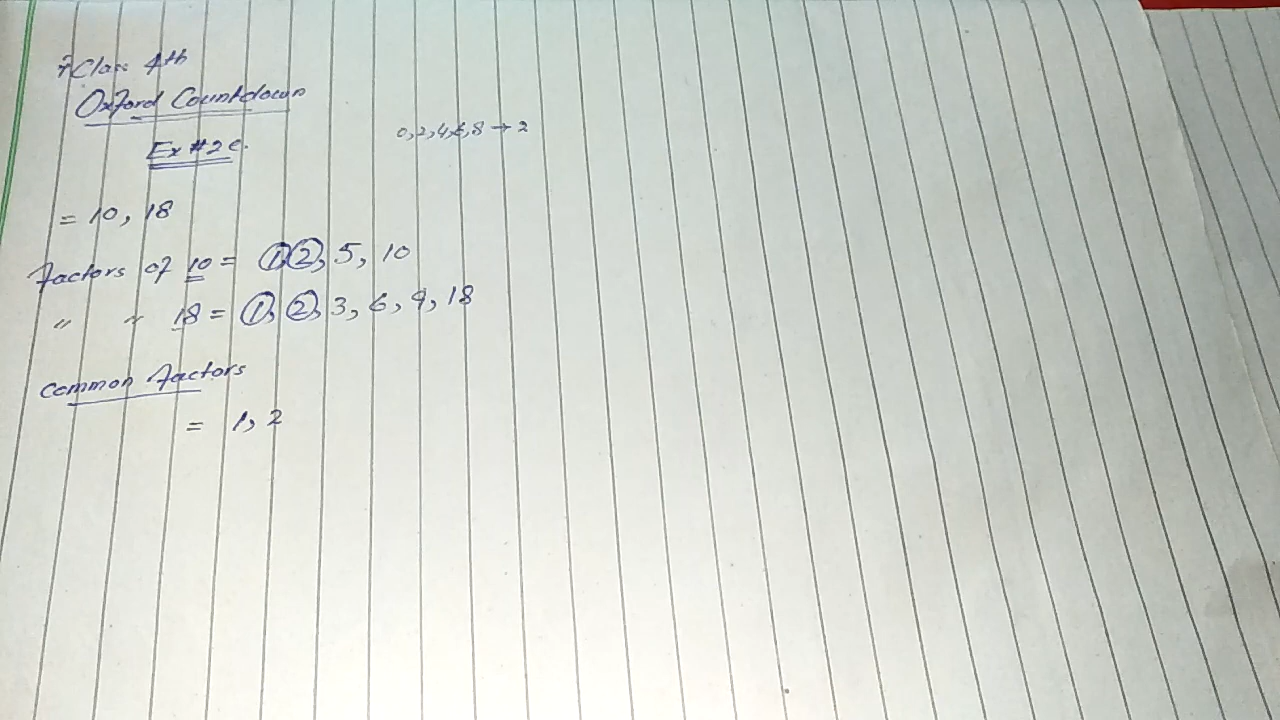 Class 4th
Oxford Countdown
Ex # 2c.
0,2,4,6,8 → 2
= 10, 18
Factors of 10 = 1, 2, 5, 10
" " 18 = 1, 2, 3, 6, 9, 18
Common Factors
= 1, 2